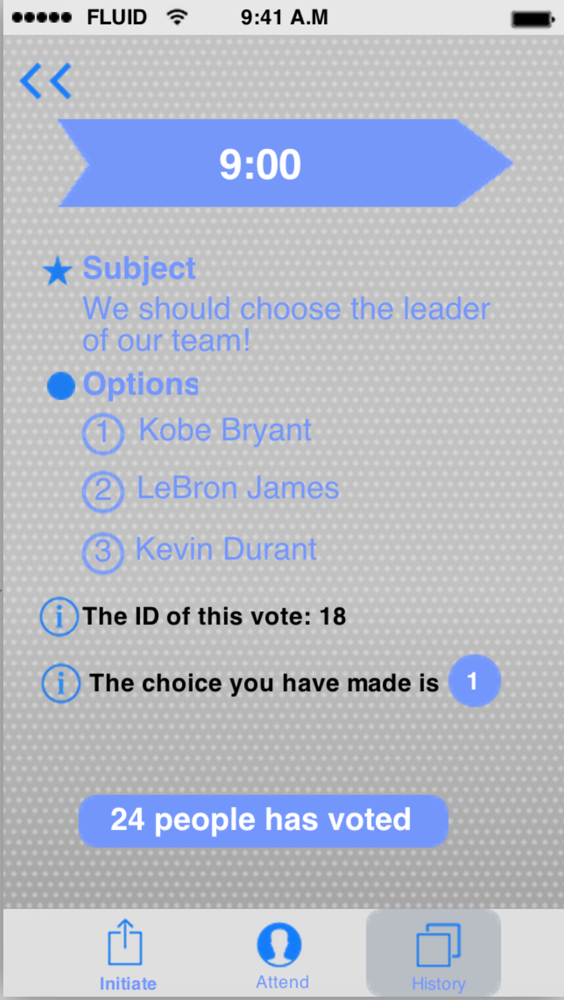 FLUID 9:41 A.M
9:00
Subject
We should choose the leader
of our team!
Options
1 Kobe Bryant
2 LeBron James
3 Kevin Durant
The ID of this vote: 18
The choice you have made is 1
24 people has voted
Initiate Attend History